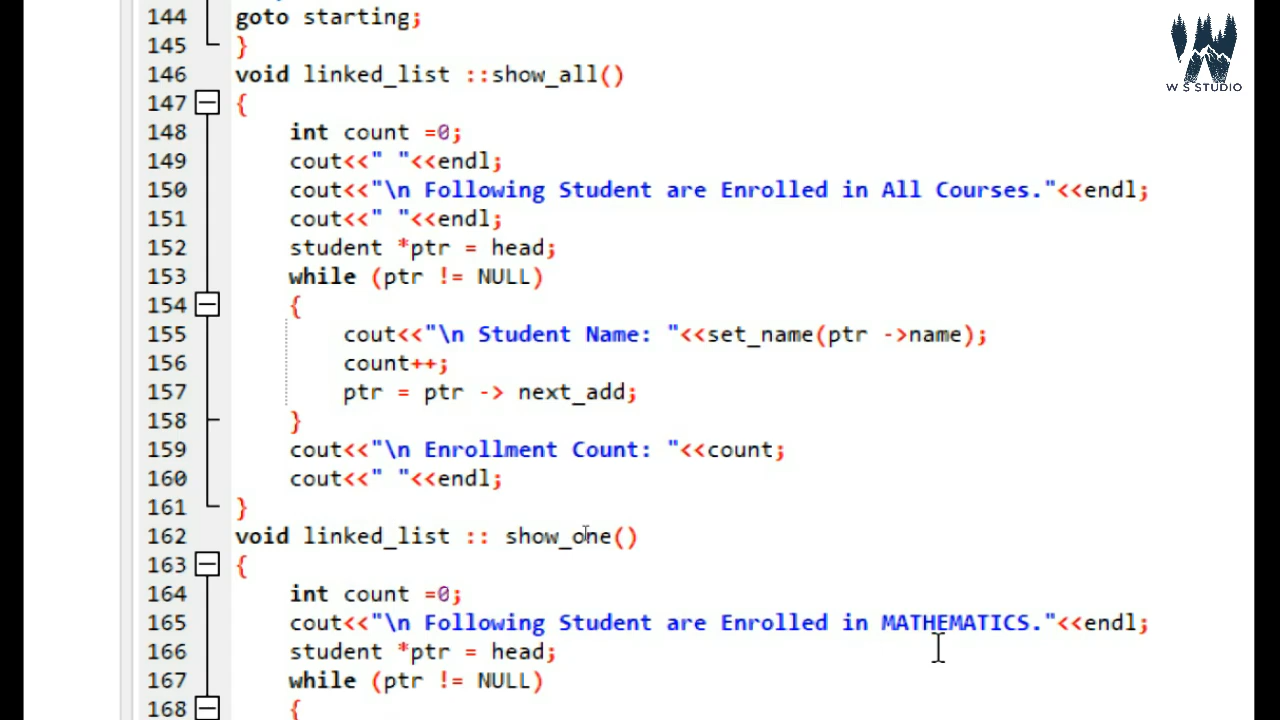 144 goto starting;
145 }
146 void linked_list ::show_all()
147 {
148 int count =0;
149 cout<<" "<<endl;
150 cout<<"\n Following Student are Enrolled in All Courses."<<endl;
151 cout<<" "<<endl;
152 student *ptr = head;
153 while (ptr != NULL)
154 {
155 cout<<"\n Student Name: "<<set_name(ptr ->name);
156 count++;
157 ptr = ptr -> next_add;
158 }
159 cout<<"\n Enrollment Count: "<<count;
160 cout<<" "<<endl;
161 }
162 void linked_list :: show_one()
163 {
164 int count =0;
165 cout<<"\n Following Student are Enrolled in MATHEMATICS."<<endl;
166 student *ptr = head;
167 while (ptr != NULL)
168 {
W S STUDIO